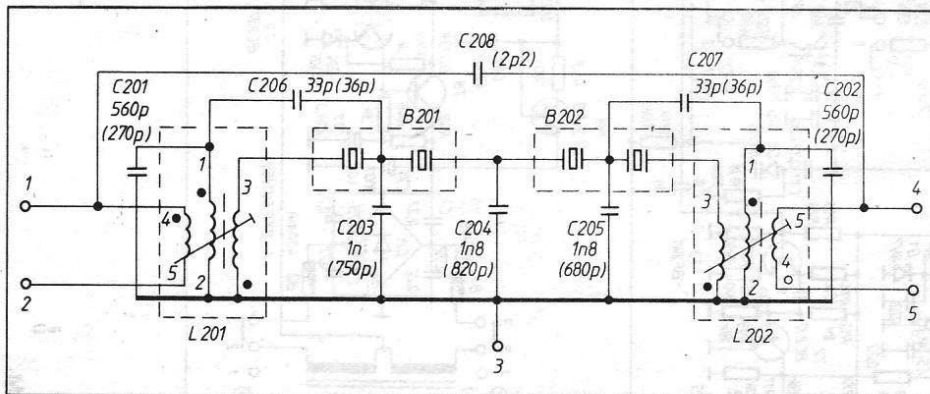 C208
(2p2)
C207
C201
560p
(270p)
C206
33p(36p)
33p(36p)
C202
560p
(270p)
B201
B202
1
3
1
3
1
4
4
5
2
C203
1n
(750p)
C204
1n8
(820p)
C205
1n8
(680p)
5
4
2
2
5
L201
3
L202